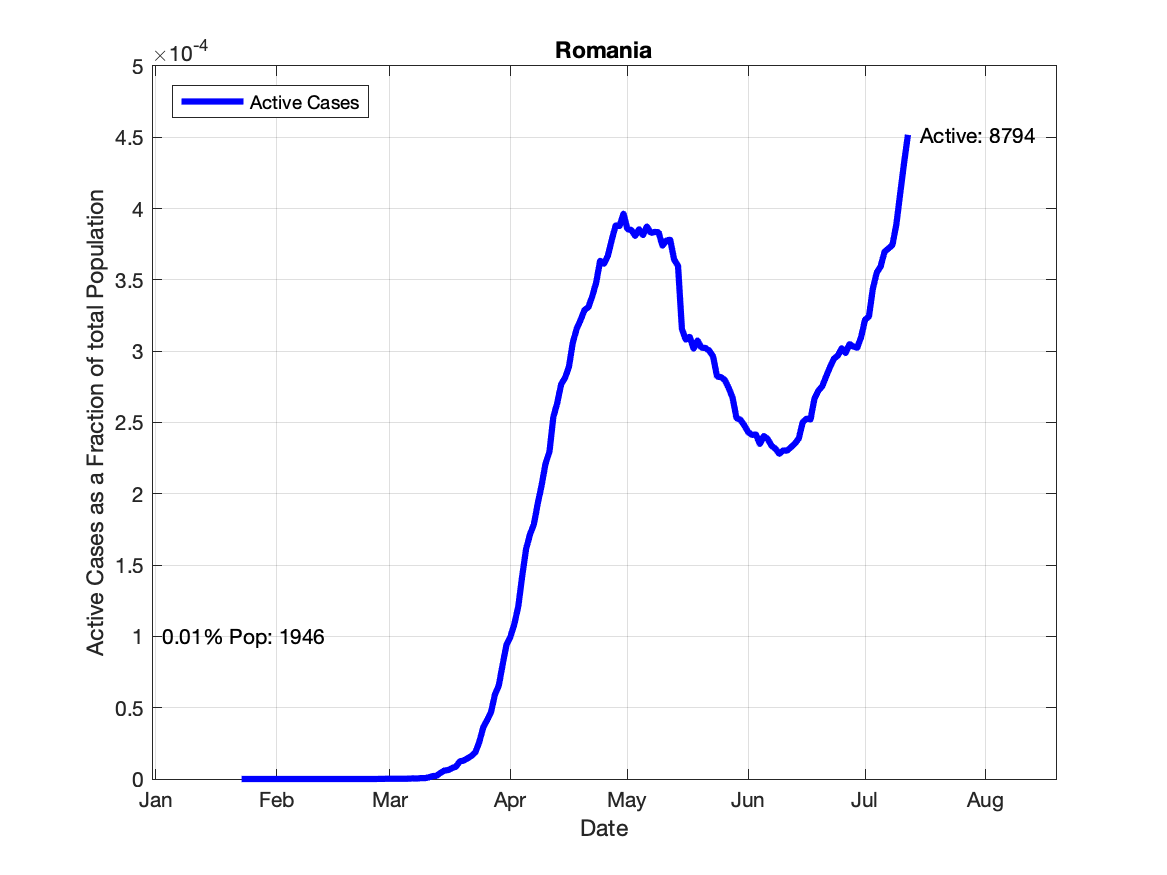 Romania
×10-4
Active Cases
Active: 8794
0.01% Pop: 1946
5
4.5
4
3.5
3
2.5
2
1.5
1
0.5
0
Active Cases as a Fraction of total Population
Jan Feb Mar Apr May Jun Jul Aug
Date